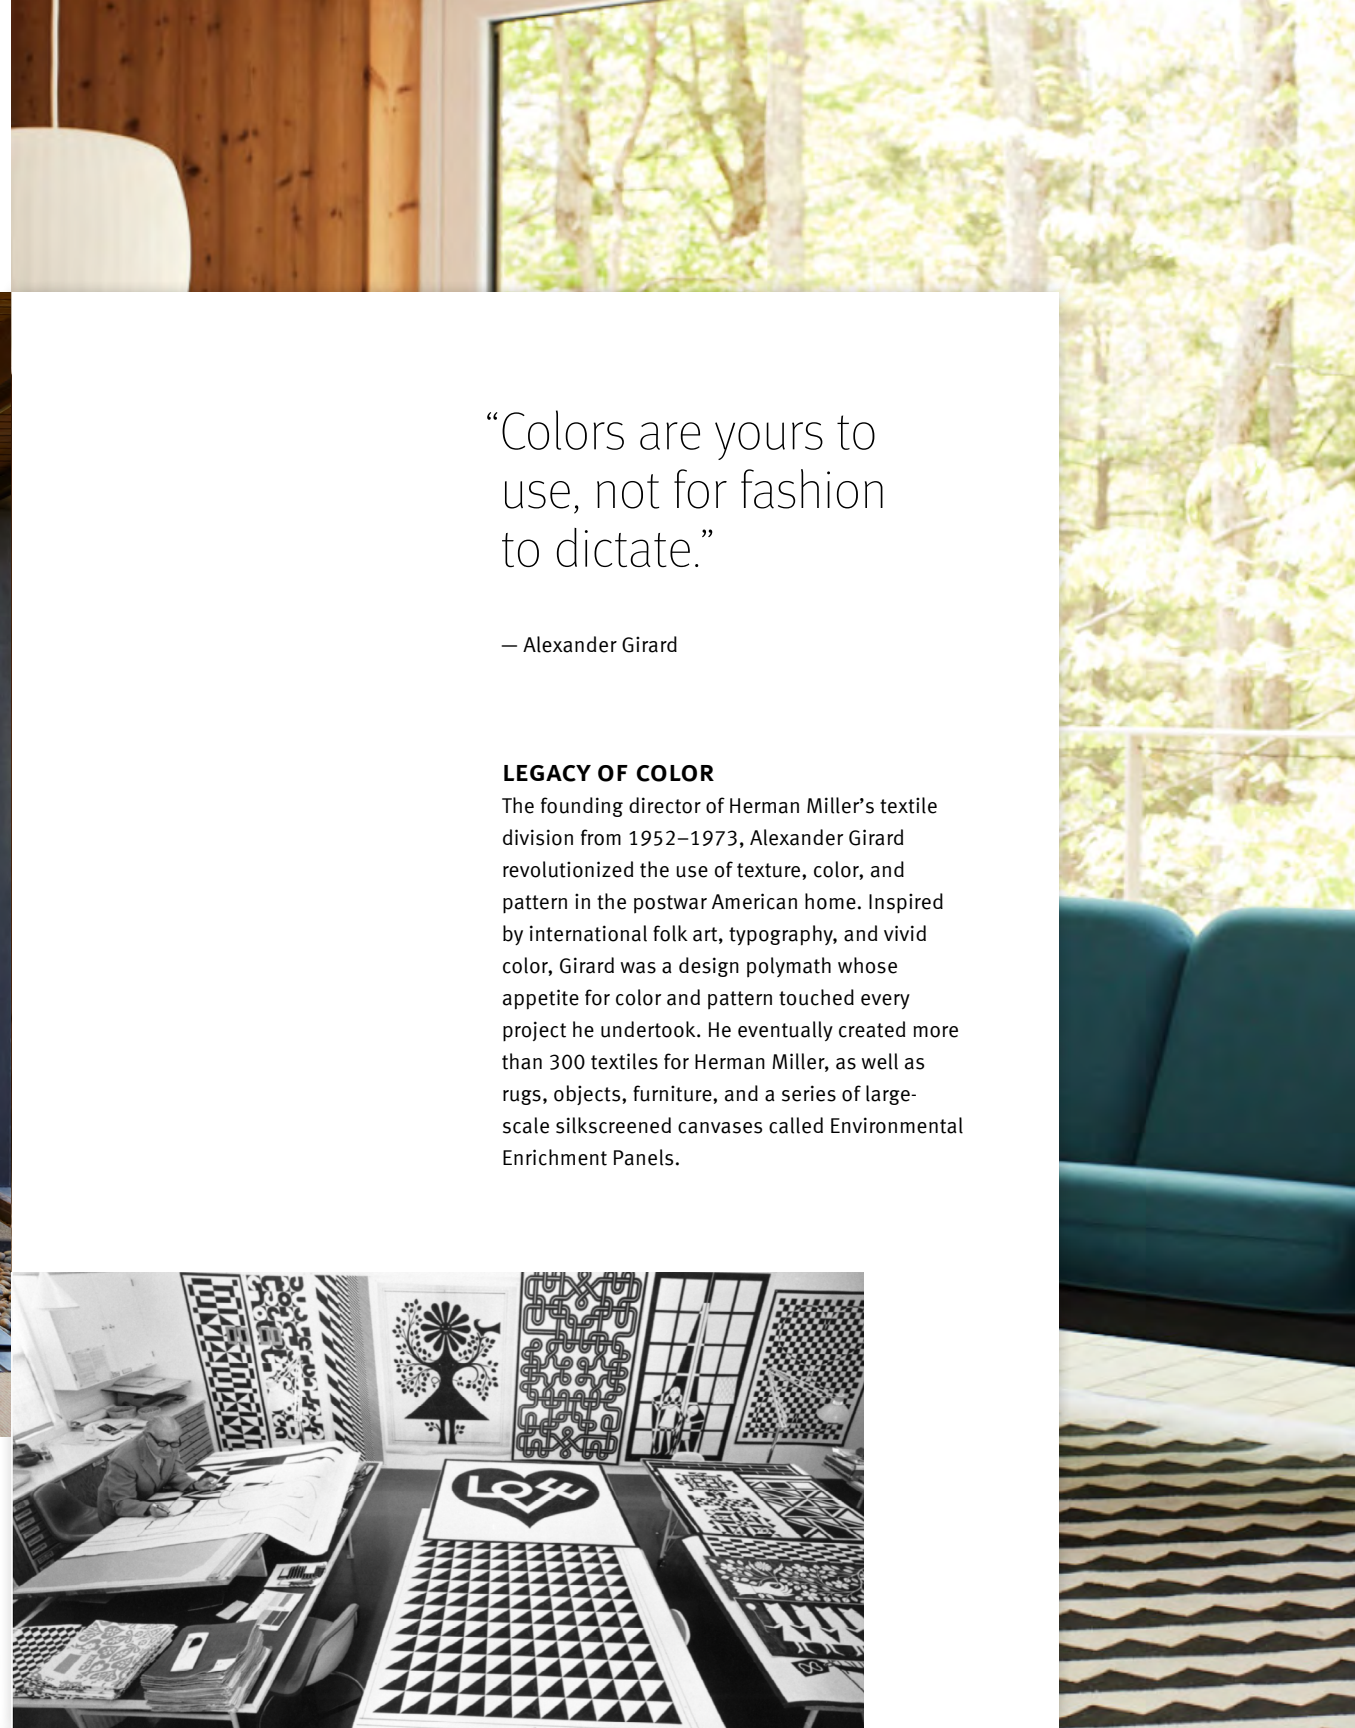 “Colors are yours to
use, not for fashion
to dictate.”
— Alexander Girard
LEGACY OF COLOR
The founding director of Herman Miller’s textile
division from 1952–1973, Alexander Girard
revolutionized the use of texture, color, and
pattern in the postwar American home. Inspired
by international folk art, typography, and vivid
color, Girard was a design polymath whose
appetite for color and pattern touched every
project he undertook. He eventually created more
than 300 textiles for Herman Miller, as well as
rugs, objects, furniture, and a series of large-
scale silkscreened canvases called Environmental
Enrichment Panels.
LOVE